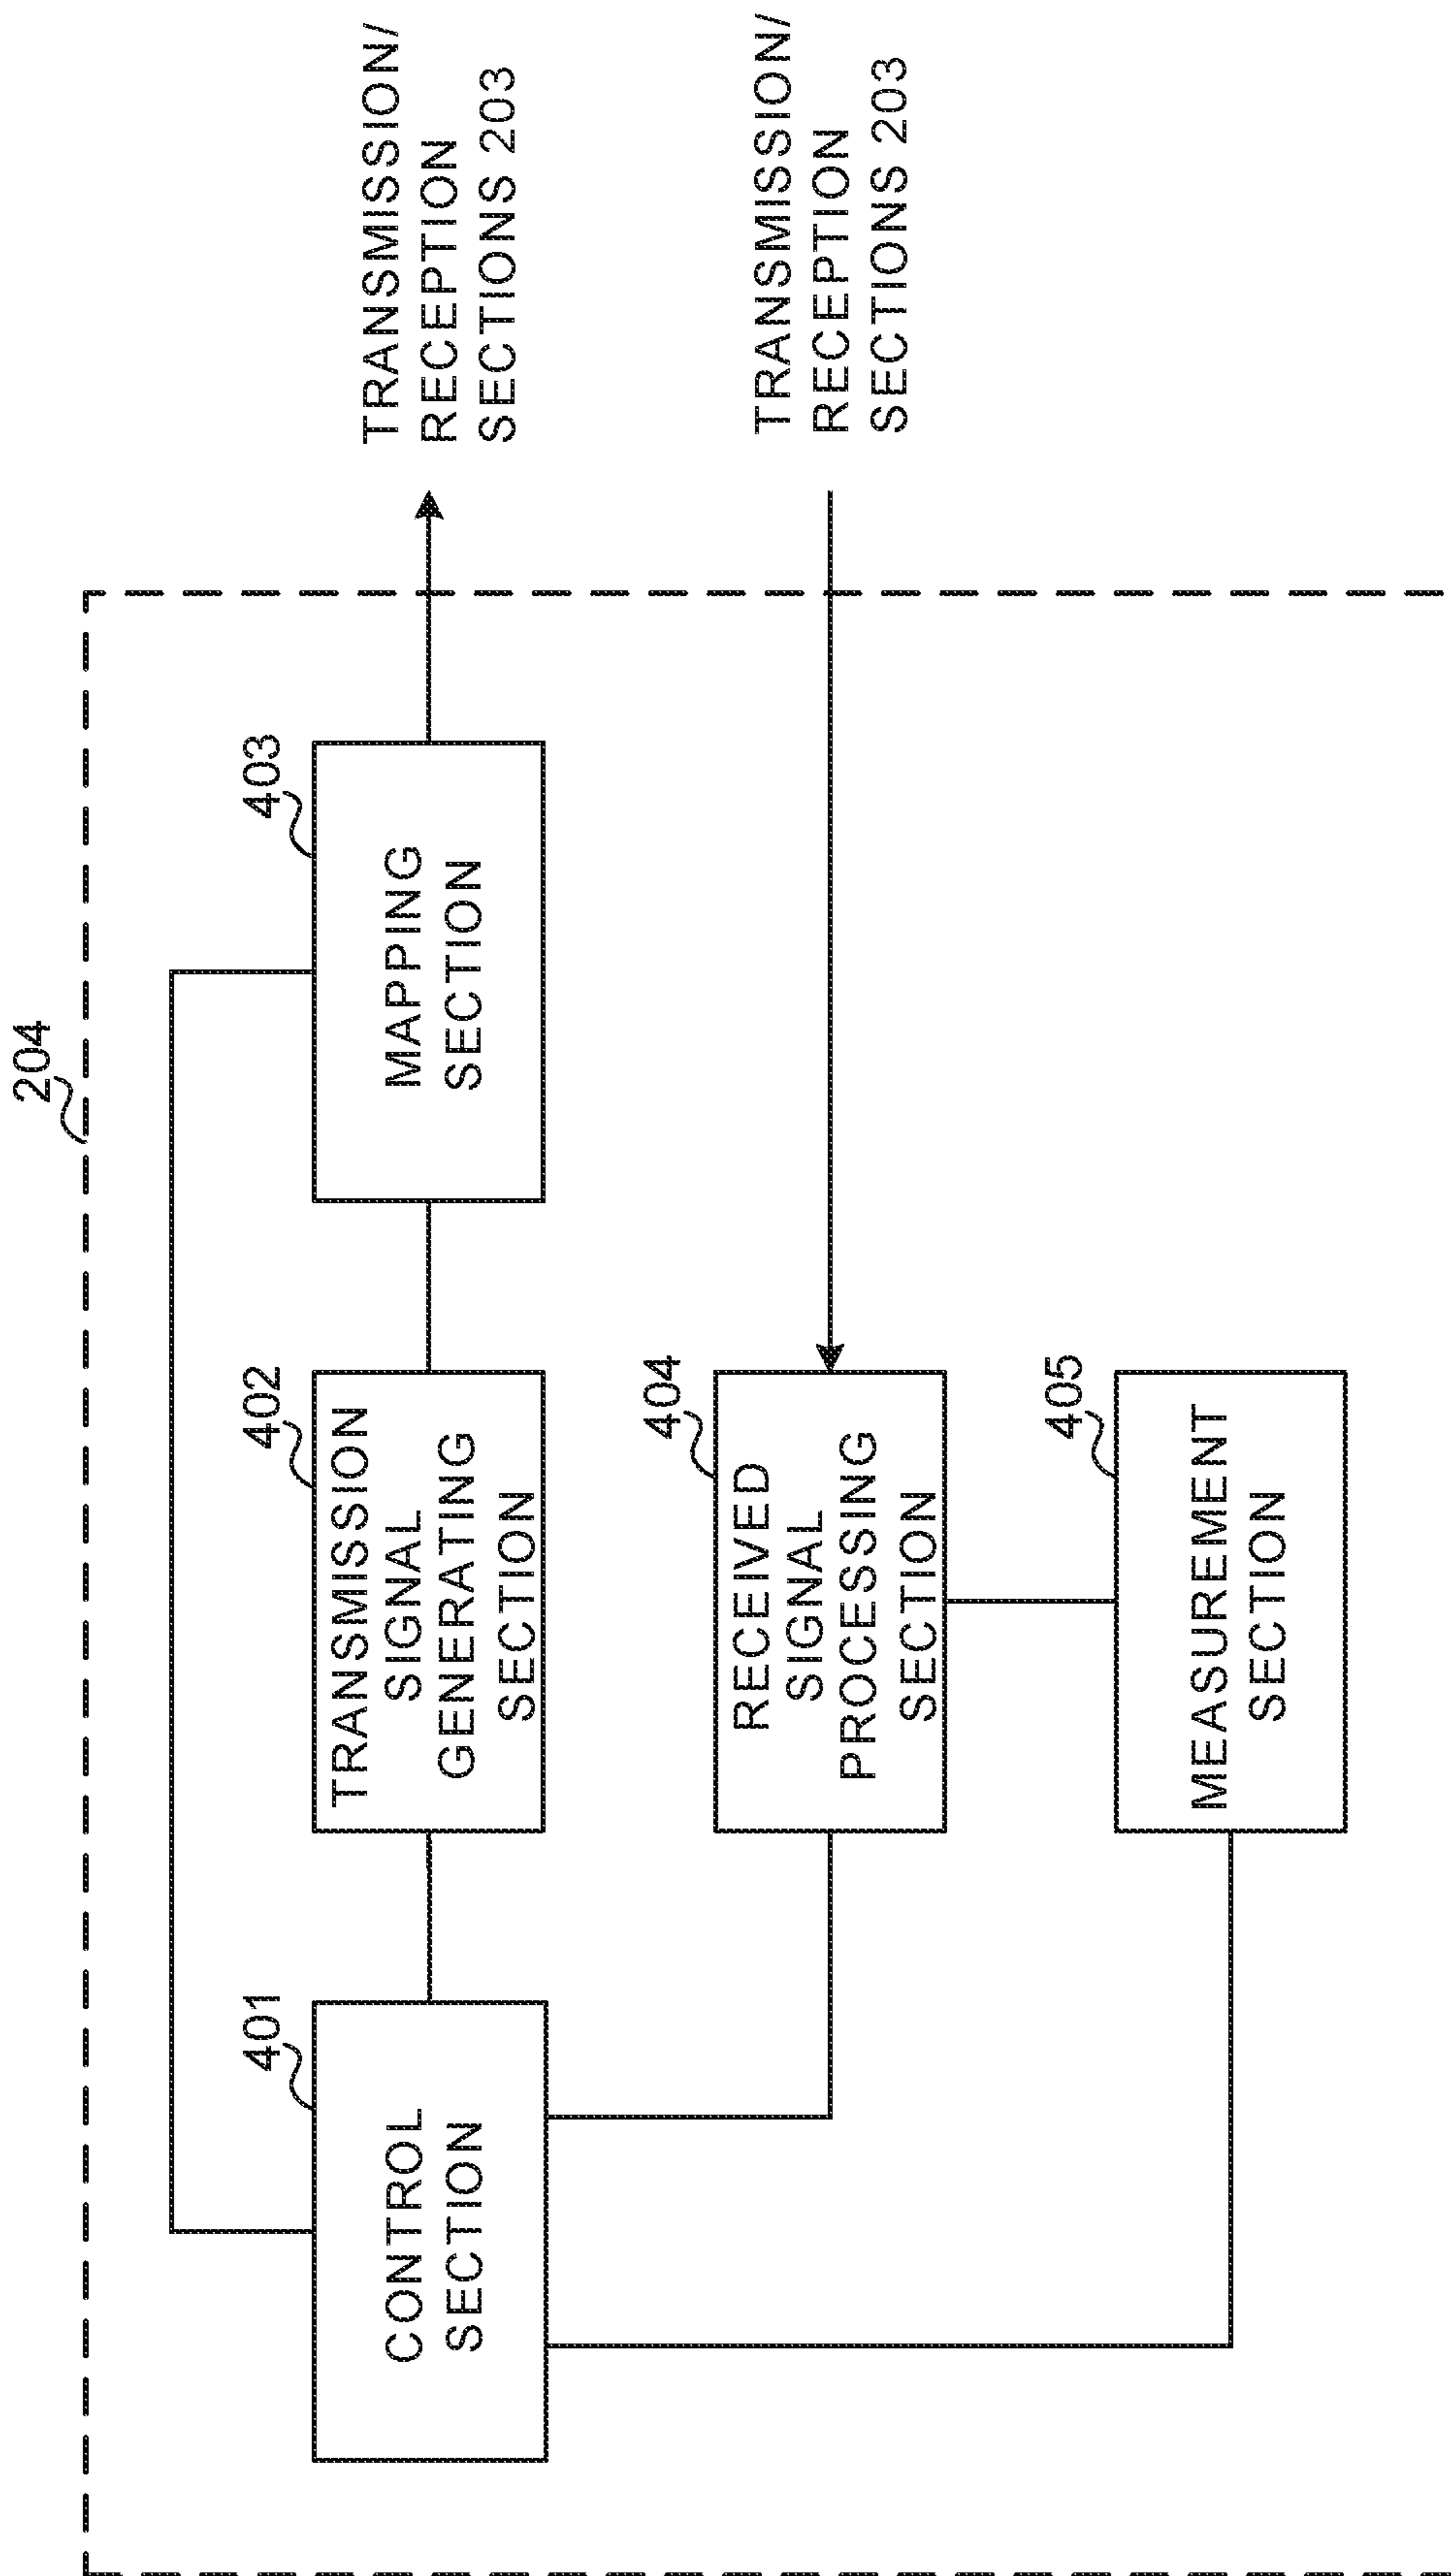 204
401
CONTROL
SECTION
402
TRANSMISSION
SIGNAL
GENERATING
SECTION
403
MAPPING
SECTION
TRANSMISSION/
RECEPTION
SECTIONS 203
404
RECEIVED
SIGNAL
PROCESSING
SECTION
TRANSMISSION/
RECEPTION
SECTIONS 203
405
MEASUREMENT
SECTION